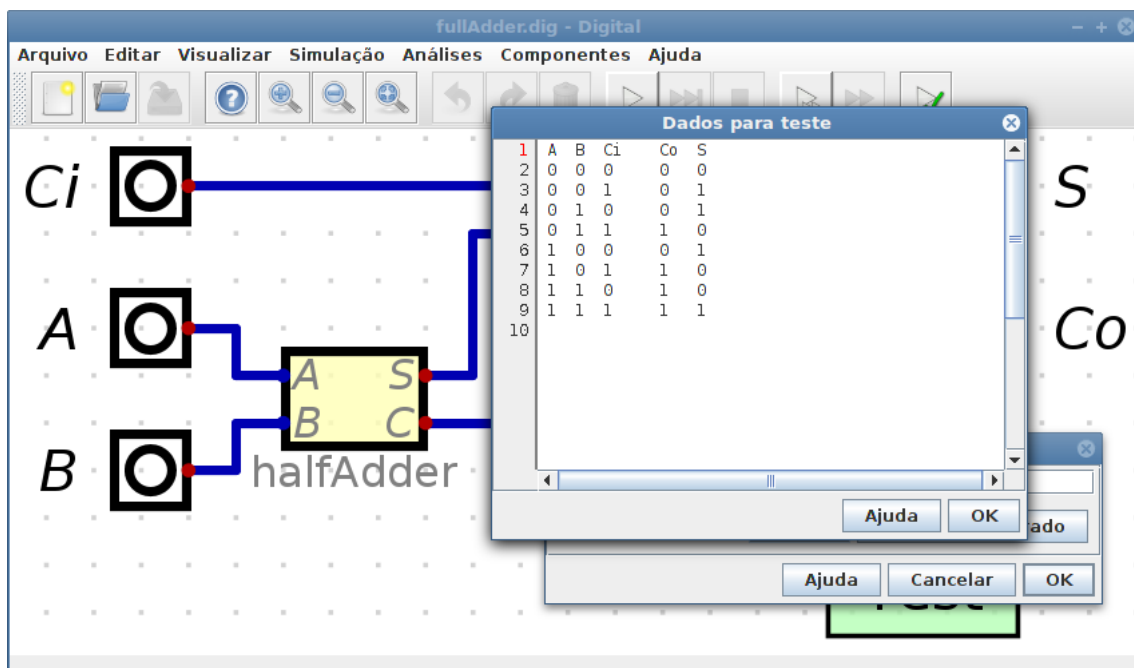 fullAdder.dig - Digital
Arquivo Editar Visualizar Simulação Análises Componentes Ajuda
Dados para teste
1 A B Ci Co S
2 0 0 0 0 0
3 0 0 1 0 1
4 0 1 0 0 1
5 0 1 1 1 0
6 1 0 0 0 1
7 1 0 1 1 0
8 1 1 0 1 0
9 1 1 1 1 1
10
Ci
S
A
Co
A S
B C
B
halfAdder
Ajuda OK
Ajuda Cancelar OK